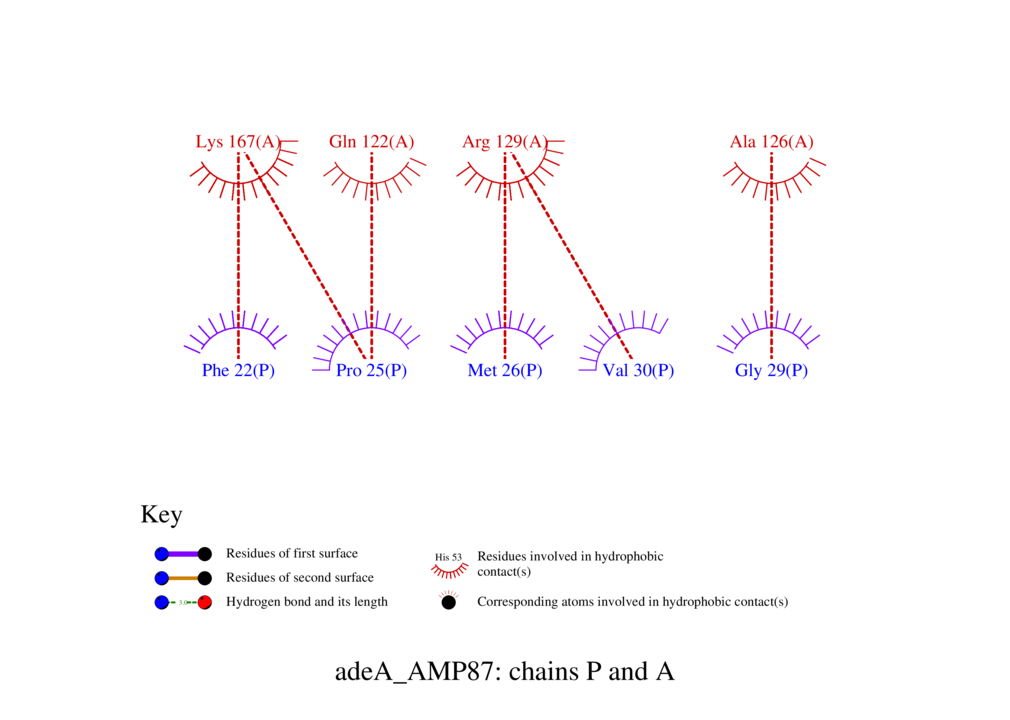 Lys 167(A) Gln 122(A) Arg 129(A) Ala 126(A)
Phe 22(P) Pro 25(P) Met 26(P) Val 30(P) Gly 29(P)
Key
Residues of first surface
Residues of second surface
3.0 Hydrogen bond and its length
His 53 Residues involved in hydrophobic
contact(s)
Corresponding atoms involved in hydrophobic contact(s)
adeA_AMP87: chains P and A